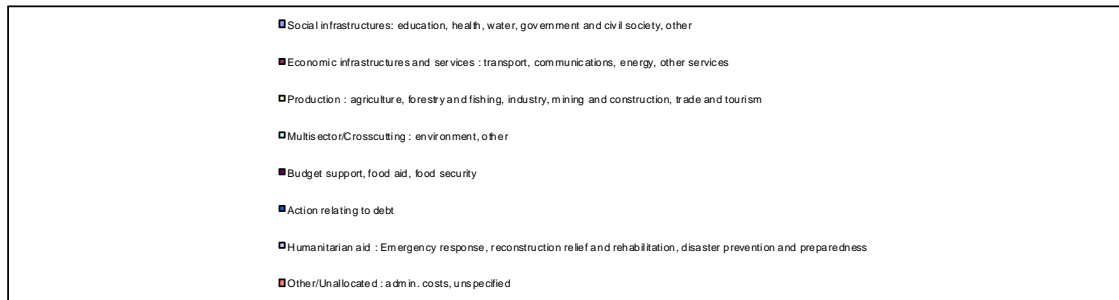 Social infrastructures: education, health, water, government and civil society, other
Economic infrastructures and services : transport, communications, energy, other services
Production : agriculture, forestry and fishing, industry, mining and construction, trade and tourism
Multisector/Crosscutting : environment, other
Budget support, food aid, food security
Action relating to debt
Humanitarian aid : Emergency response, reconstruction relief and rehabilitation, disaster prevention and preparedness
Other/Unallocated : admin. costs, unspecified